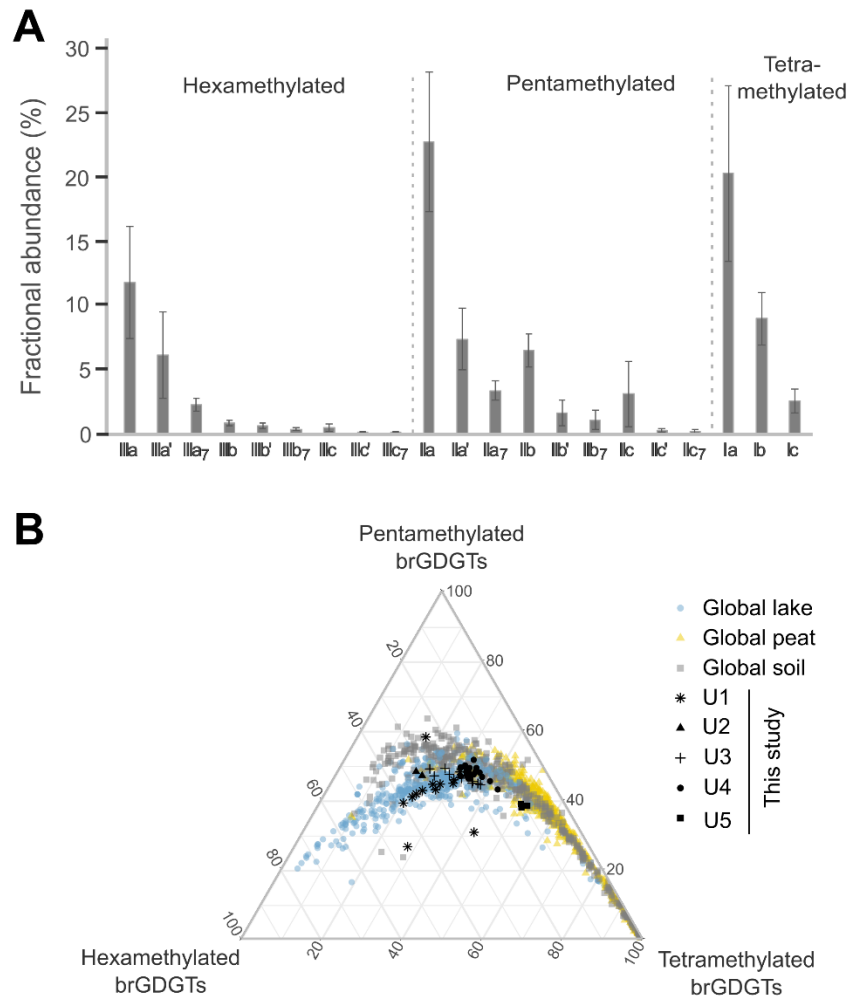 A
Fractional abundance (%)
30
25
20
15
10
5
0
Hexamethylated
Pentamethylated
Tetra-
methylated
IIIa IIIa' IIIa7 IIIb IIIb' IIIb7 IIIc IIIc' IIIc7 IIa IIa' IIa7 IIb IIb' IIb7 IIc IIc' IIc7 Ia Ib Ic
B
Pentamethylated
brGDGTs
100
20
80
40
60
60
40
80
20
100
20
40
60
80
100
Hexamethylated
brGDGTs
Tetramethylated
brGDGTs
Global lake
Global peat
Global soil
U1
U2
U3
U4
U5
This study